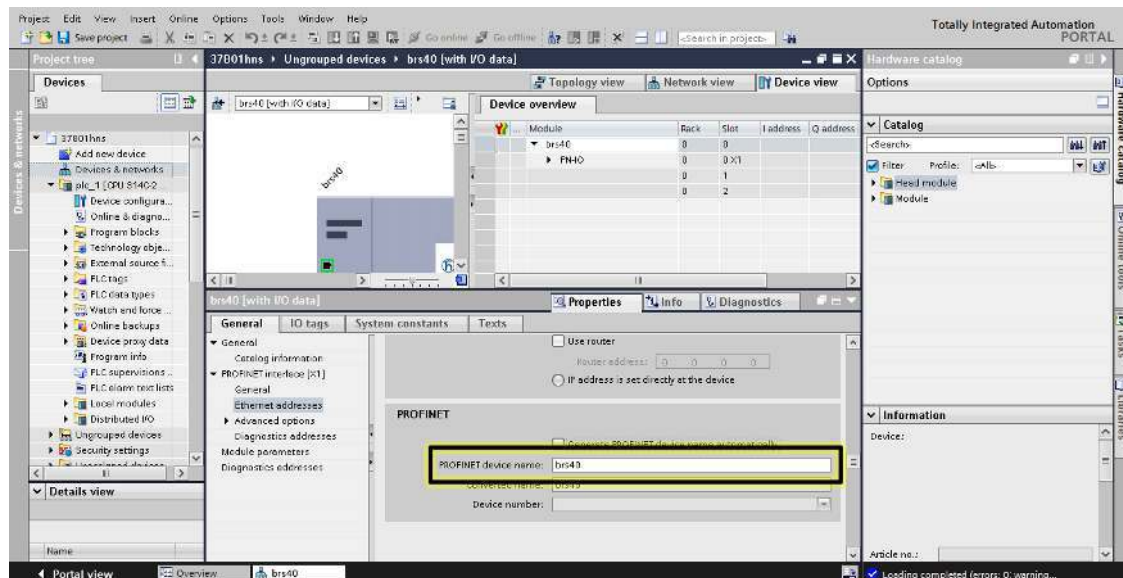 Project Edit View Insert Online Options Tools Window Help
Totally Integrated Automation
PORTAL
Save project Go online Go offline <Search in project>
Project tree
37801hns ▸ Ungrouped devices ▸ brs40 [with I/O data]
Hardware catalog
Devices
Topology view Network view Device view
Options
brs40 [with I/O data]
Device overview
Module Rack Slot I address Q address
brs40 0 0
PN-IO 0 0 X1
0 1
0 2
brs40
37801hns
Add new device
Devices & networks
Device configura...
Online & diagno...
Program blocks
Technology obje...
External source f...
PLC tags
PLC data types
Watch and force ...
Online backups
Device proxy data
Program info
PLC supervisions ..
PLC alarm text lists
Local modules
Distributed I/O
Ungrouped devices
Security settings
Details view
Name
Catalog
<Search>
Filter Profile: <All>
Head module
Module
brs40 [with I/O data]
Properties Info Diagnostics
General IO tags System constants Texts
General
Catalog information
PROFINET interface [X1]
General
Ethernet addresses
Advanced options
Diagnostics addresses
Module parameters
Diagnostics addresses
Use router
Router address: 0 . 0 . 0 . 0
IP address is set directly at the device
PROFINET
Generate PROFINET device name automatically
PROFINET device name: brs40
Converted name: brs40
Device number:
Information
Device:
Article no.:
Devices & networks
Hardware catalog
Online tools
Tasks
Libraries
Portal view Overview brs40
Loading completed (errors: 0; warning...